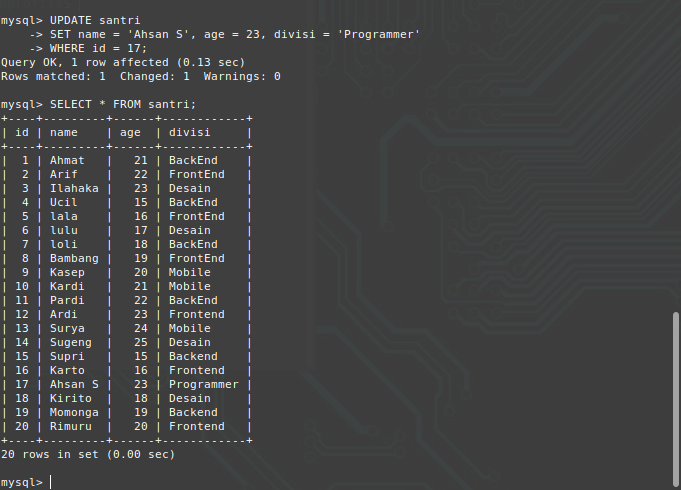 mysql> UPDATE santri
    -> SET name = 'Ahsan S', age = 23, divisi = 'Programmer'
    -> WHERE id = 17;
Query OK, 1 row affected (0.13 sec)
Rows matched: 1  Changed: 1  Warnings: 0

mysql> SELECT * FROM santri;
+----+---------+------+------------+
| id | name    | age  | divisi     |
+----+---------+------+------------+
|  1 | Ahmat   |   21 | BackEnd    |
|  2 | Arif    |   22 | FrontEnd   |
|  3 | Ilahaka |   23 | Desain     |
|  4 | Ucil    |   15 | BackEnd    |
|  5 | lala    |   16 | FrontEnd   |
|  6 | lulu    |   17 | Desain     |
|  7 | loli    |   18 | BackEnd    |
|  8 | Bambang |   19 | FrontEnd   |
|  9 | Kasep   |   20 | Mobile     |
| 10 | Kardi   |   21 | Mobile     |
| 11 | Pardi   |   22 | BackEnd    |
| 12 | Ardi    |   23 | Frontend   |
| 13 | Surya   |   24 | Mobile     |
| 14 | Sugeng  |   25 | Desain     |
| 15 | Supri   |   15 | Backend    |
| 16 | Karto   |   16 | Frontend   |
| 17 | Ahsan S |   23 | Programmer |
| 18 | Kirito  |   18 | Desain     |
| 19 | Momonga |   19 | Backend    |
| 20 | Rimuru  |   20 | Frontend   |
+----+---------+------+------------+
20 rows in set (0.00 sec)

mysql>